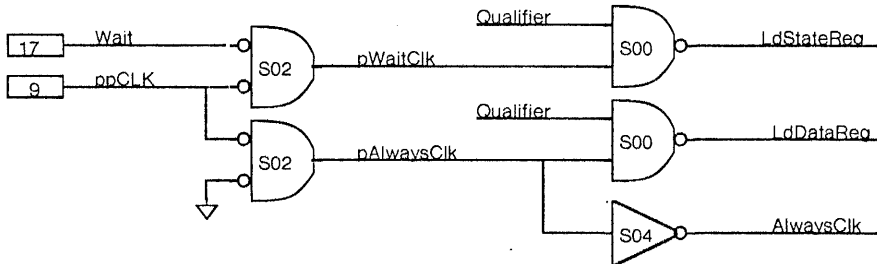 Qualifier
17
Wait
S02
pWaitClk
S00
LdStateReg
9
ppCLK
Qualifier
S02
pAlwaysClk
S00
LdDataReg
S04
AlwaysClk